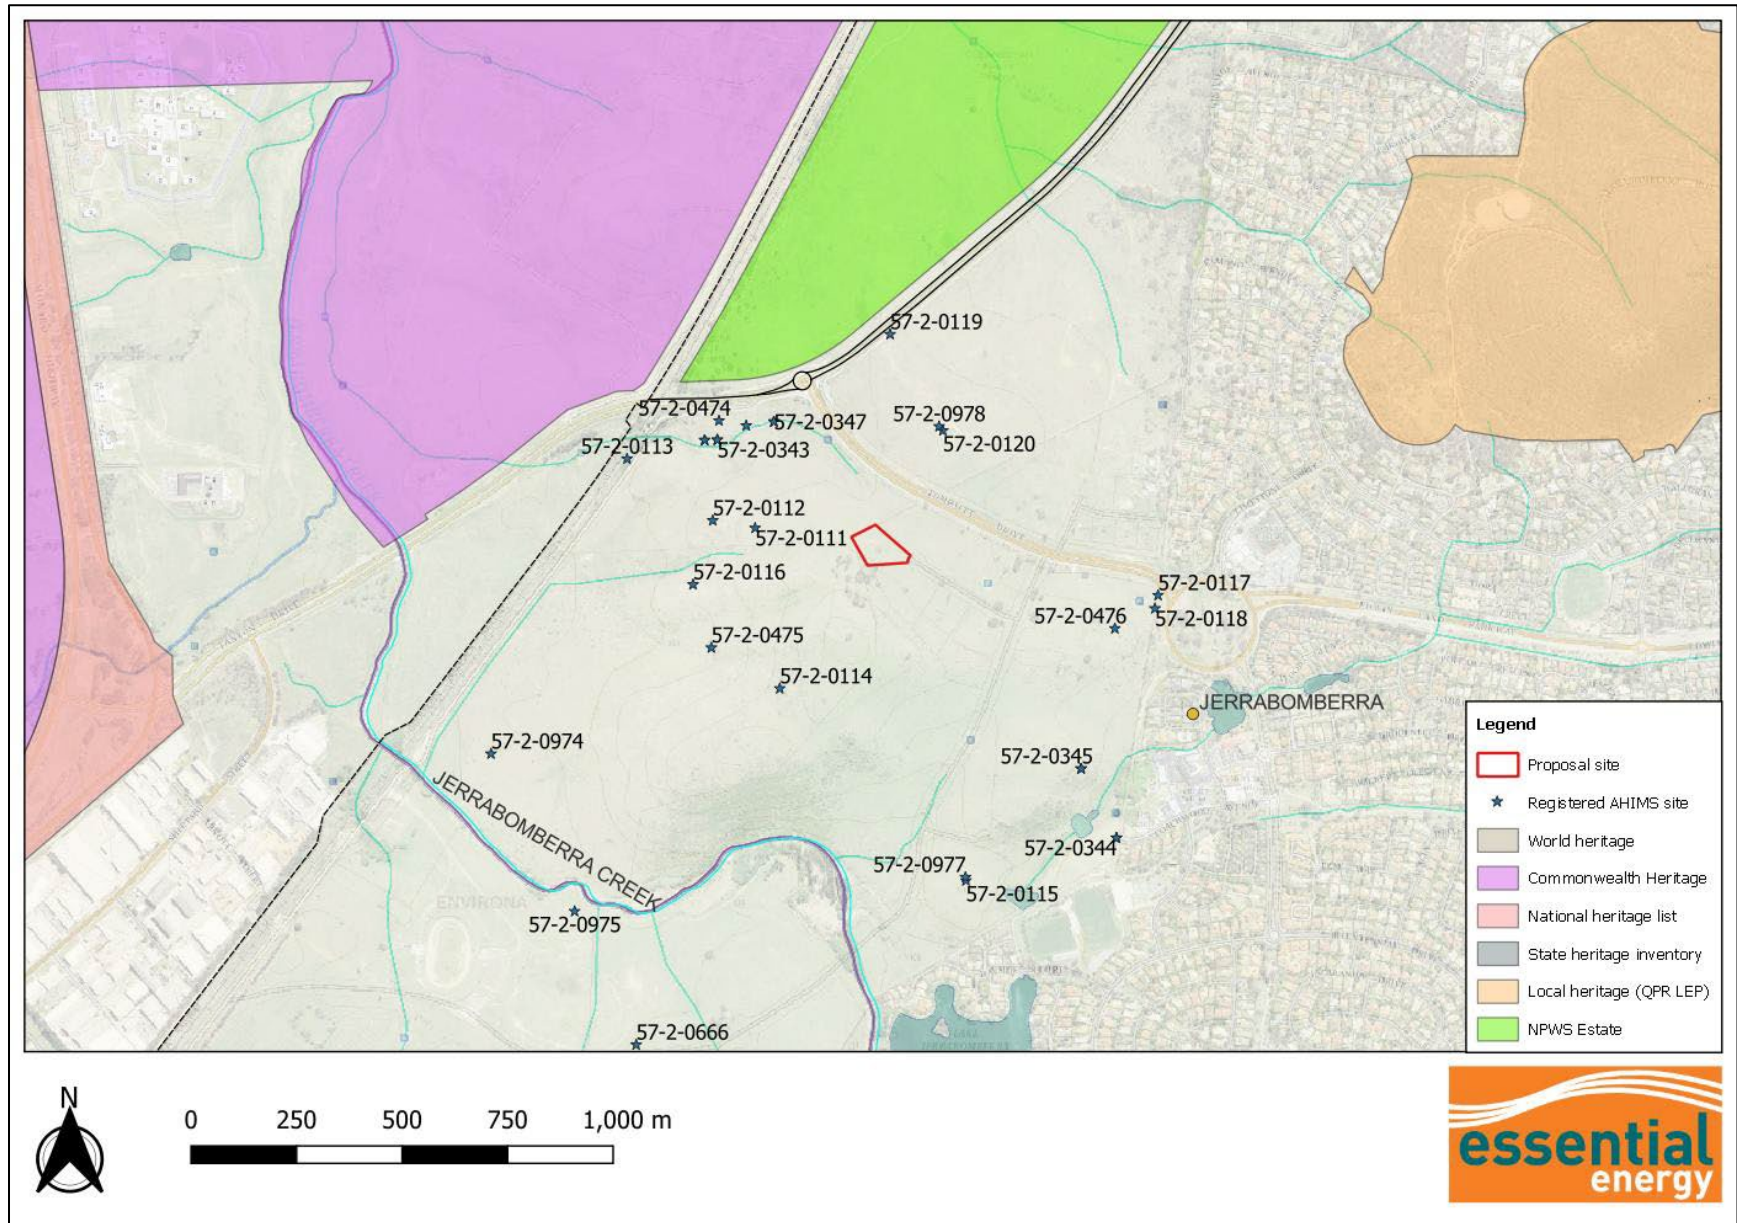 57-2-0119
57-2-0474
57-2-0347
57-2-0978
57-2-0113
57-2-0343
57-2-0120
57-2-0112
57-2-0111
57-2-0116
57-2-0117
57-2-0476
57-2-0118
57-2-0475
57-2-0114
JERRABOMBERRA
57-2-0974
57-2-0345
JERRABOMBERRA CREEK
57-2-0344
57-2-0977
57-2-0115
ENVIRONA
57-2-0975
57-2-0666
TOMPSITT DRIVE
Legend
Proposal site
Registered AHIMS site
World heritage
Commonwealth Heritage
National heritage list
State heritage inventory
Local heritage (QPR LEP)
NPWS Estate
N
0 250 500 750 1,000 m
essential
energy